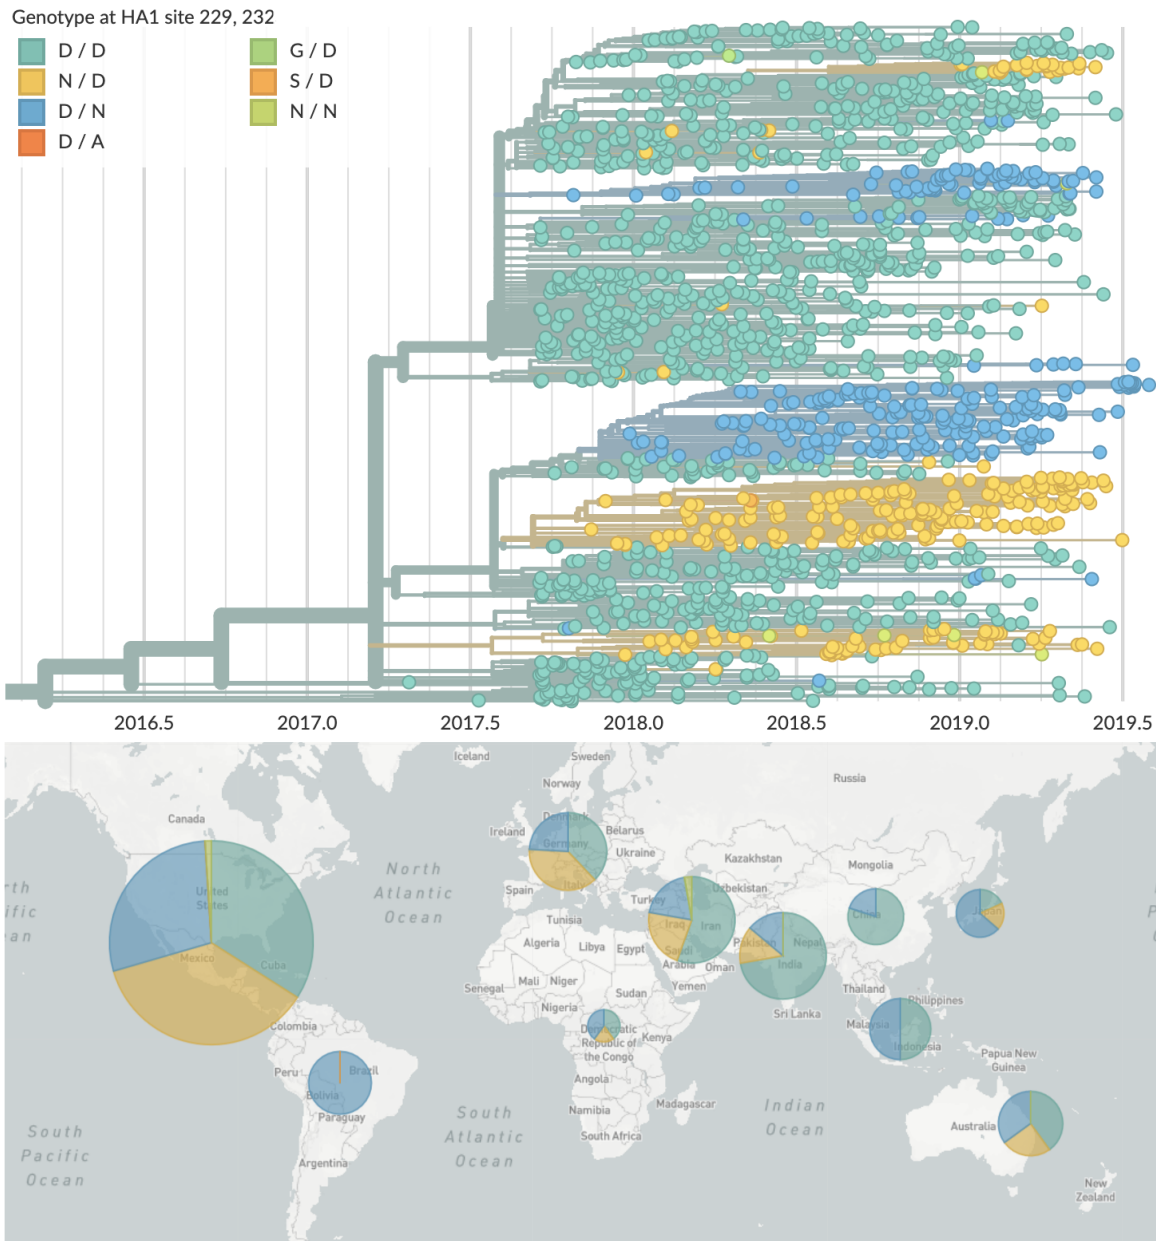 Genotype at HA1 site 229, 232
D / D
G / D
N / D
S / D
D / N
N / N
D / A
2016.5
2017.0
2017.5
2018.0
2018.5
2019.0
2019.5
Iceland
Sweden
Russia
Norway
Canada
Denmark
Ireland
Belarus
Germany
Ukraine
Kazakhstan
Mongolia
North
Atlantic
Ocean
United
States
Spain
Italy
Turkey
Uzbekistan
China
Japan
Tunisia
Iraq
Iran
Algeria
Libya
Egypt
Pakistan
Nepal
Mexico
Cuba
Saudi
Arabia
Oman
India
Senegal
Mali
Niger
Sudan
Yemen
Thailand
Philippines
Nigeria
Sri Lanka
Colombia
Democratic
Republic of
the Congo
Kenya
Malaysia
Indonesia
Papua New
Guinea
Peru
Brazil
Bolivia
Angola
Paraguay
Namibia
Madagascar
South
Atlantic
Ocean
Indian
Ocean
Australia
South
Pacific
Ocean
South Africa
Argentina
New
Zealand